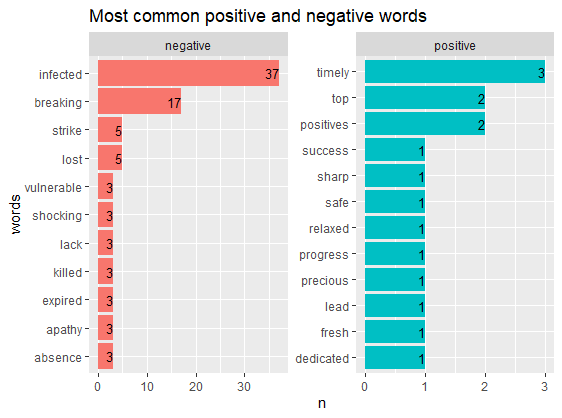 Most common positive and negative words
negative
positive
words
infected 37
breaking 17
strike 5
lost 5
vulnerable 3
shocking 3
lack 3
killed 3
expired 3
apathy 3
absence 3
0 10 20 30
timely 3
top 2
positives 2
success 1
sharp 1
safe 1
relaxed 1
progress 1
precious 1
lead 1
fresh 1
dedicated 1
0 1 2 3
n